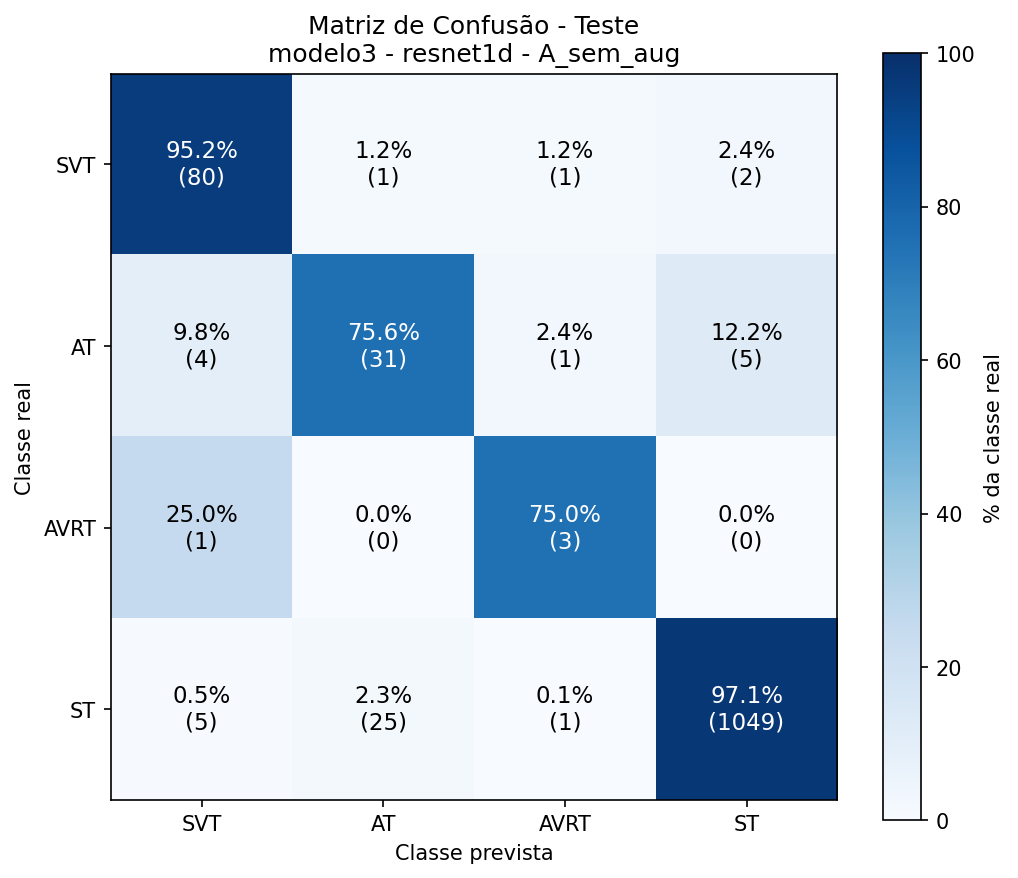 Matriz de Confusão - Teste
modelo3 - resnet1d - A_sem_aug
SVT
95.2%
(80)
1.2%
(1)
1.2%
(1)
2.4%
(2)
AT
9.8%
(4)
75.6%
(31)
2.4%
(1)
12.2%
(5)
AVRT
25.0%
(1)
0.0%
(0)
75.0%
(3)
0.0%
(0)
ST
0.5%
(5)
2.3%
(25)
0.1%
(1)
97.1%
(1049)
SVT
AT
AVRT
ST
Classe prevista
Classe real
100
80
60
40
20
0
% da classe real